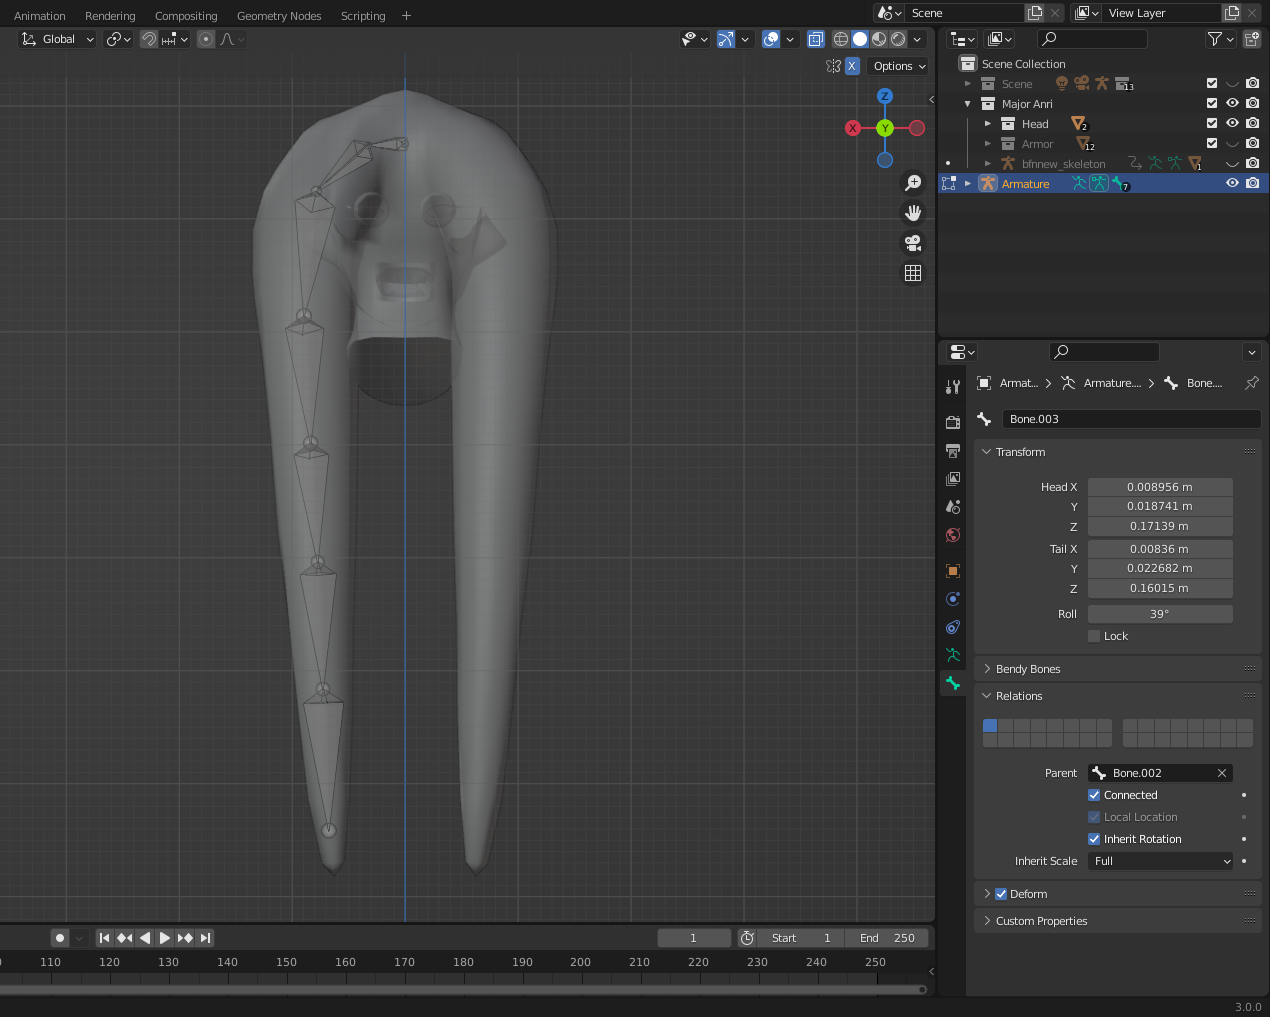 Animation Rendering Compositing Geometry Nodes Scripting +
Scene
View Layer
Global
X
Options
Z
X
Y
Scene Collection
Scene 13
Major Anri
Head 2
Armor 12
bfnnew_skeleton 1
Armature 7
Armat... > Armature.... > Bone....
Bone.003
Transform
Head X 0.008956 m
Y 0.018741 m
Z 0.17139 m
Tail X 0.00836 m
Y 0.022682 m
Z 0.16015 m
Roll 39°
Lock
Bendy Bones
Relations
Parent Bone.002
Connected
Local Location
Inherit Rotation
Inherit Scale Full
Deform
Custom Properties
1 Start 1 End 250
110 120 130 140 150 160 170 180 190 200 210 220 230 240 250
3.0.0